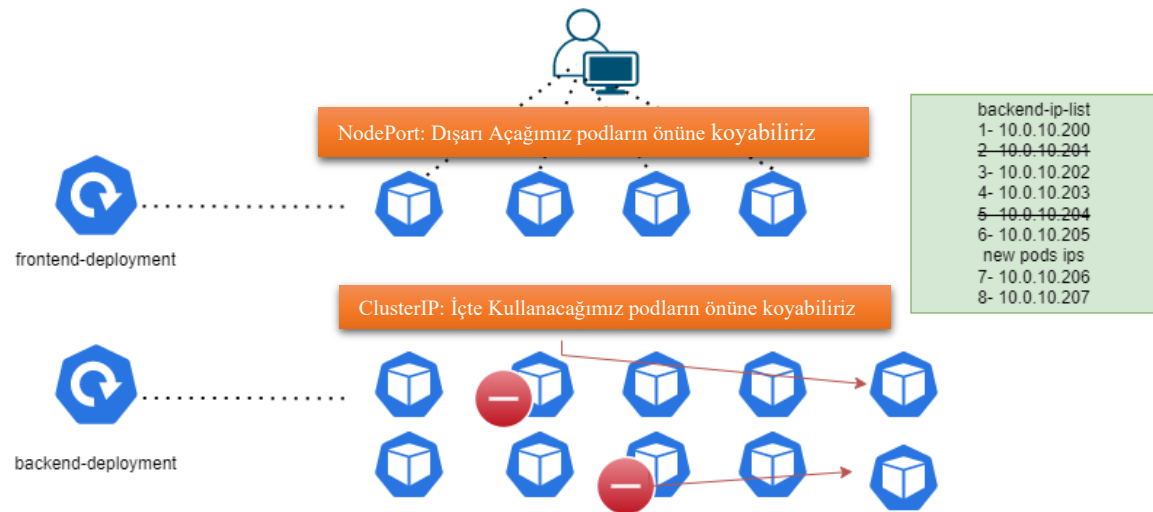 NodePort: Dışarı Açağımız podların önüne koyabiliriz
backend-ip-list
1- 10.0.10.200
2- 10.0.10.201
3- 10.0.10.202
4- 10.0.10.203
5- 10.0.10.204
6- 10.0.10.205
new pods ips
7- 10.0.10.206
8- 10.0.10.207
frontend-deployment
ClusterIP: İçte Kullanacağımız podların önüne koyabiliriz
backend-deployment